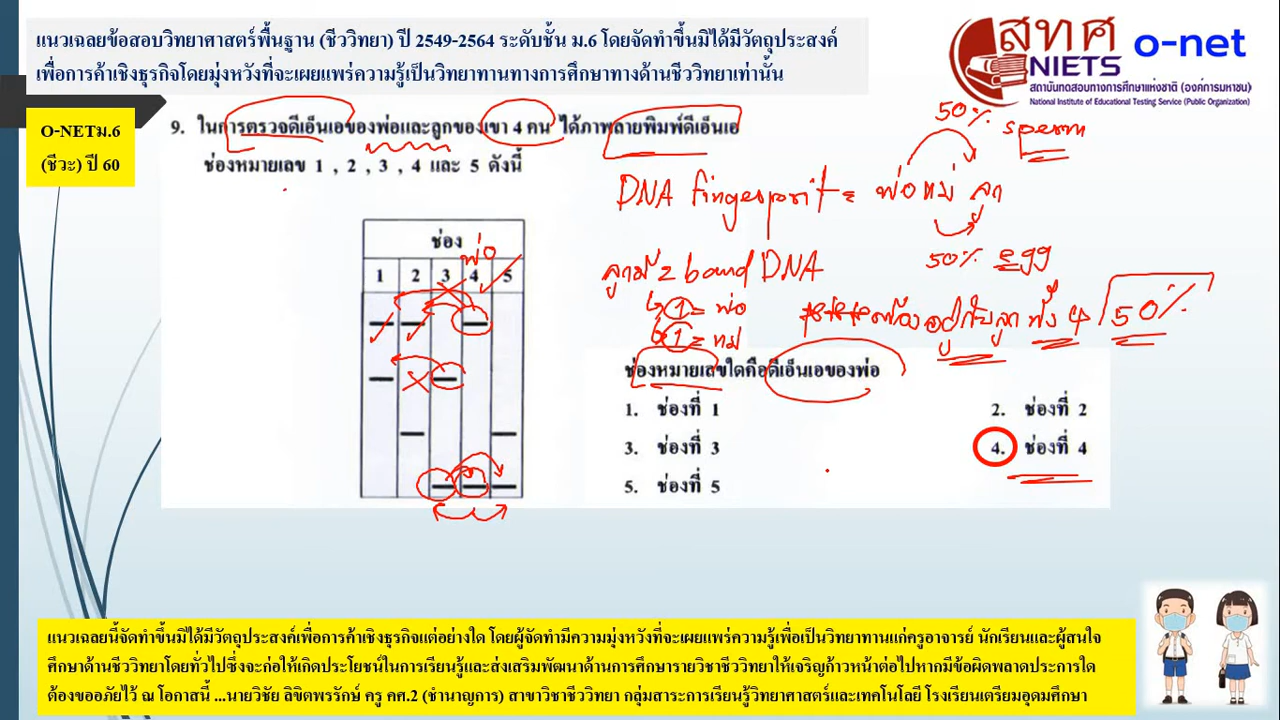 แนวเฉลยข้อสอบวิทยาศาสตร์พื้นฐาน (ชีววิทยา) ปี 2549-2564 ระดับชั้น ม.6 โดยจัดทำขึ้นมิได้มีวัตถุประสงค์
เพื่อการค้าเชิงธุรกิจโดยมุ่งหวังที่จะเผยแพร่ความรู้เป็นวิทยาทานทางการศึกษาทางด้านชีววิทยาเท่านั้น
สทศ
NIETS
o-net
สถาบันทดสอบทางการศึกษาแห่งชาติ (องค์การมหาชน)
National Institute of Educational Testing Service (Public Organization)
O-NETม.6
(ชีวะ) ปี 60
9. ในการตรวจดีเอ็นเอของพ่อและลูกของเขา 4 คน ได้ภาพลายพิมพ์ดีเอ็นเอ
ช่องหมายเลข 1 , 2 , 3 , 4 และ 5 ดังนี้
50% sperm
DNA fingerprint = พ่อ แม่ ลูก
50% egg
ช่อง
พ่อ
1 2 3 4 5
ลูกมี 2 band DNA
1 = พ่อ
1 = แม่
ต้องอยู่กับลูก ทั้ง 4 50%
ช่องหมายเลขใดคือดีเอ็นเอของพ่อ
1. ช่องที่ 1
2. ช่องที่ 2
3. ช่องที่ 3
4. ช่องที่ 4
5. ช่องที่ 5
แนวเฉลยนี้จัดทำขึ้นมิได้มีวัตถุประสงค์เพื่อการค้าเชิงธุรกิจแต่อย่างใด โดยผู้จัดทำมีความมุ่งหวังที่จะเผยแพร่ความรู้เพื่อเป็นวิทยาทานแก่ครูอาจารย์ นักเรียนและผู้สนใจ
ศึกษาด้านชีววิทยาโดยทั่วไปซึ่งจะก่อให้เกิดประโยชน์ในการเรียนรู้และส่งเสริมพัฒนาด้านการศึกษารายวิชาชีววิทยาให้เจริญก้าวหน้าต่อไปหากมีข้อผิดพลาดประการใด
ต้องขออภัยไว้ ณ โอกาสนี้ ...นายวิชัย ลิขิตพรรักษ์ ครู คศ.2 (ชำนาญการ) สาขาวิชาชีววิทยา กลุ่มสาระการเรียนรู้วิทยาศาสตร์และเทคโนโลยี โรงเรียนเตรียมอุดมศึกษา